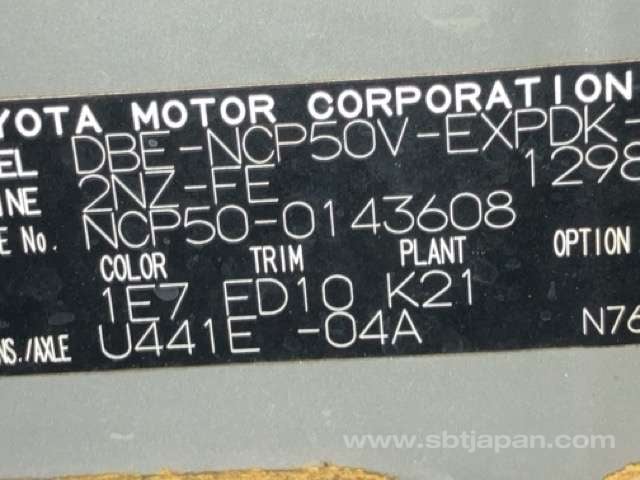 YOTA MOTOR CORPORATION
EL DBE-NCP50V-EXPDK-
INE 2NZ-FE 1298
E No. NCP50-0143608
COLOR TRIM PLANT OPTION
1E7 FD10 K21
NS./AXLE U441E -04A N76
www.sbtjapan.com